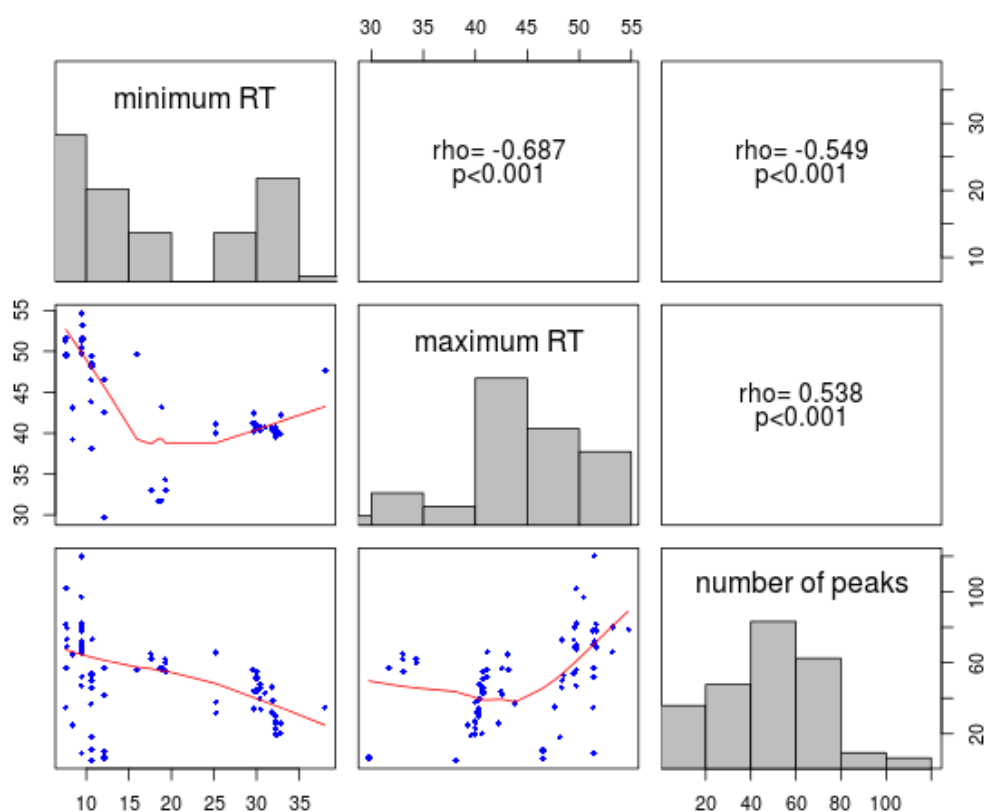 30 35 40 45 50 55
minimum RT
rho= -0.687
p<0.001
rho= -0.549
p<0.001
30
20
10
55
50
45
40
35
30
maximum RT
rho= 0.538
p<0.001
number of peaks
100
60
20
10 15 20 25 30 35
20 40 60 80 100